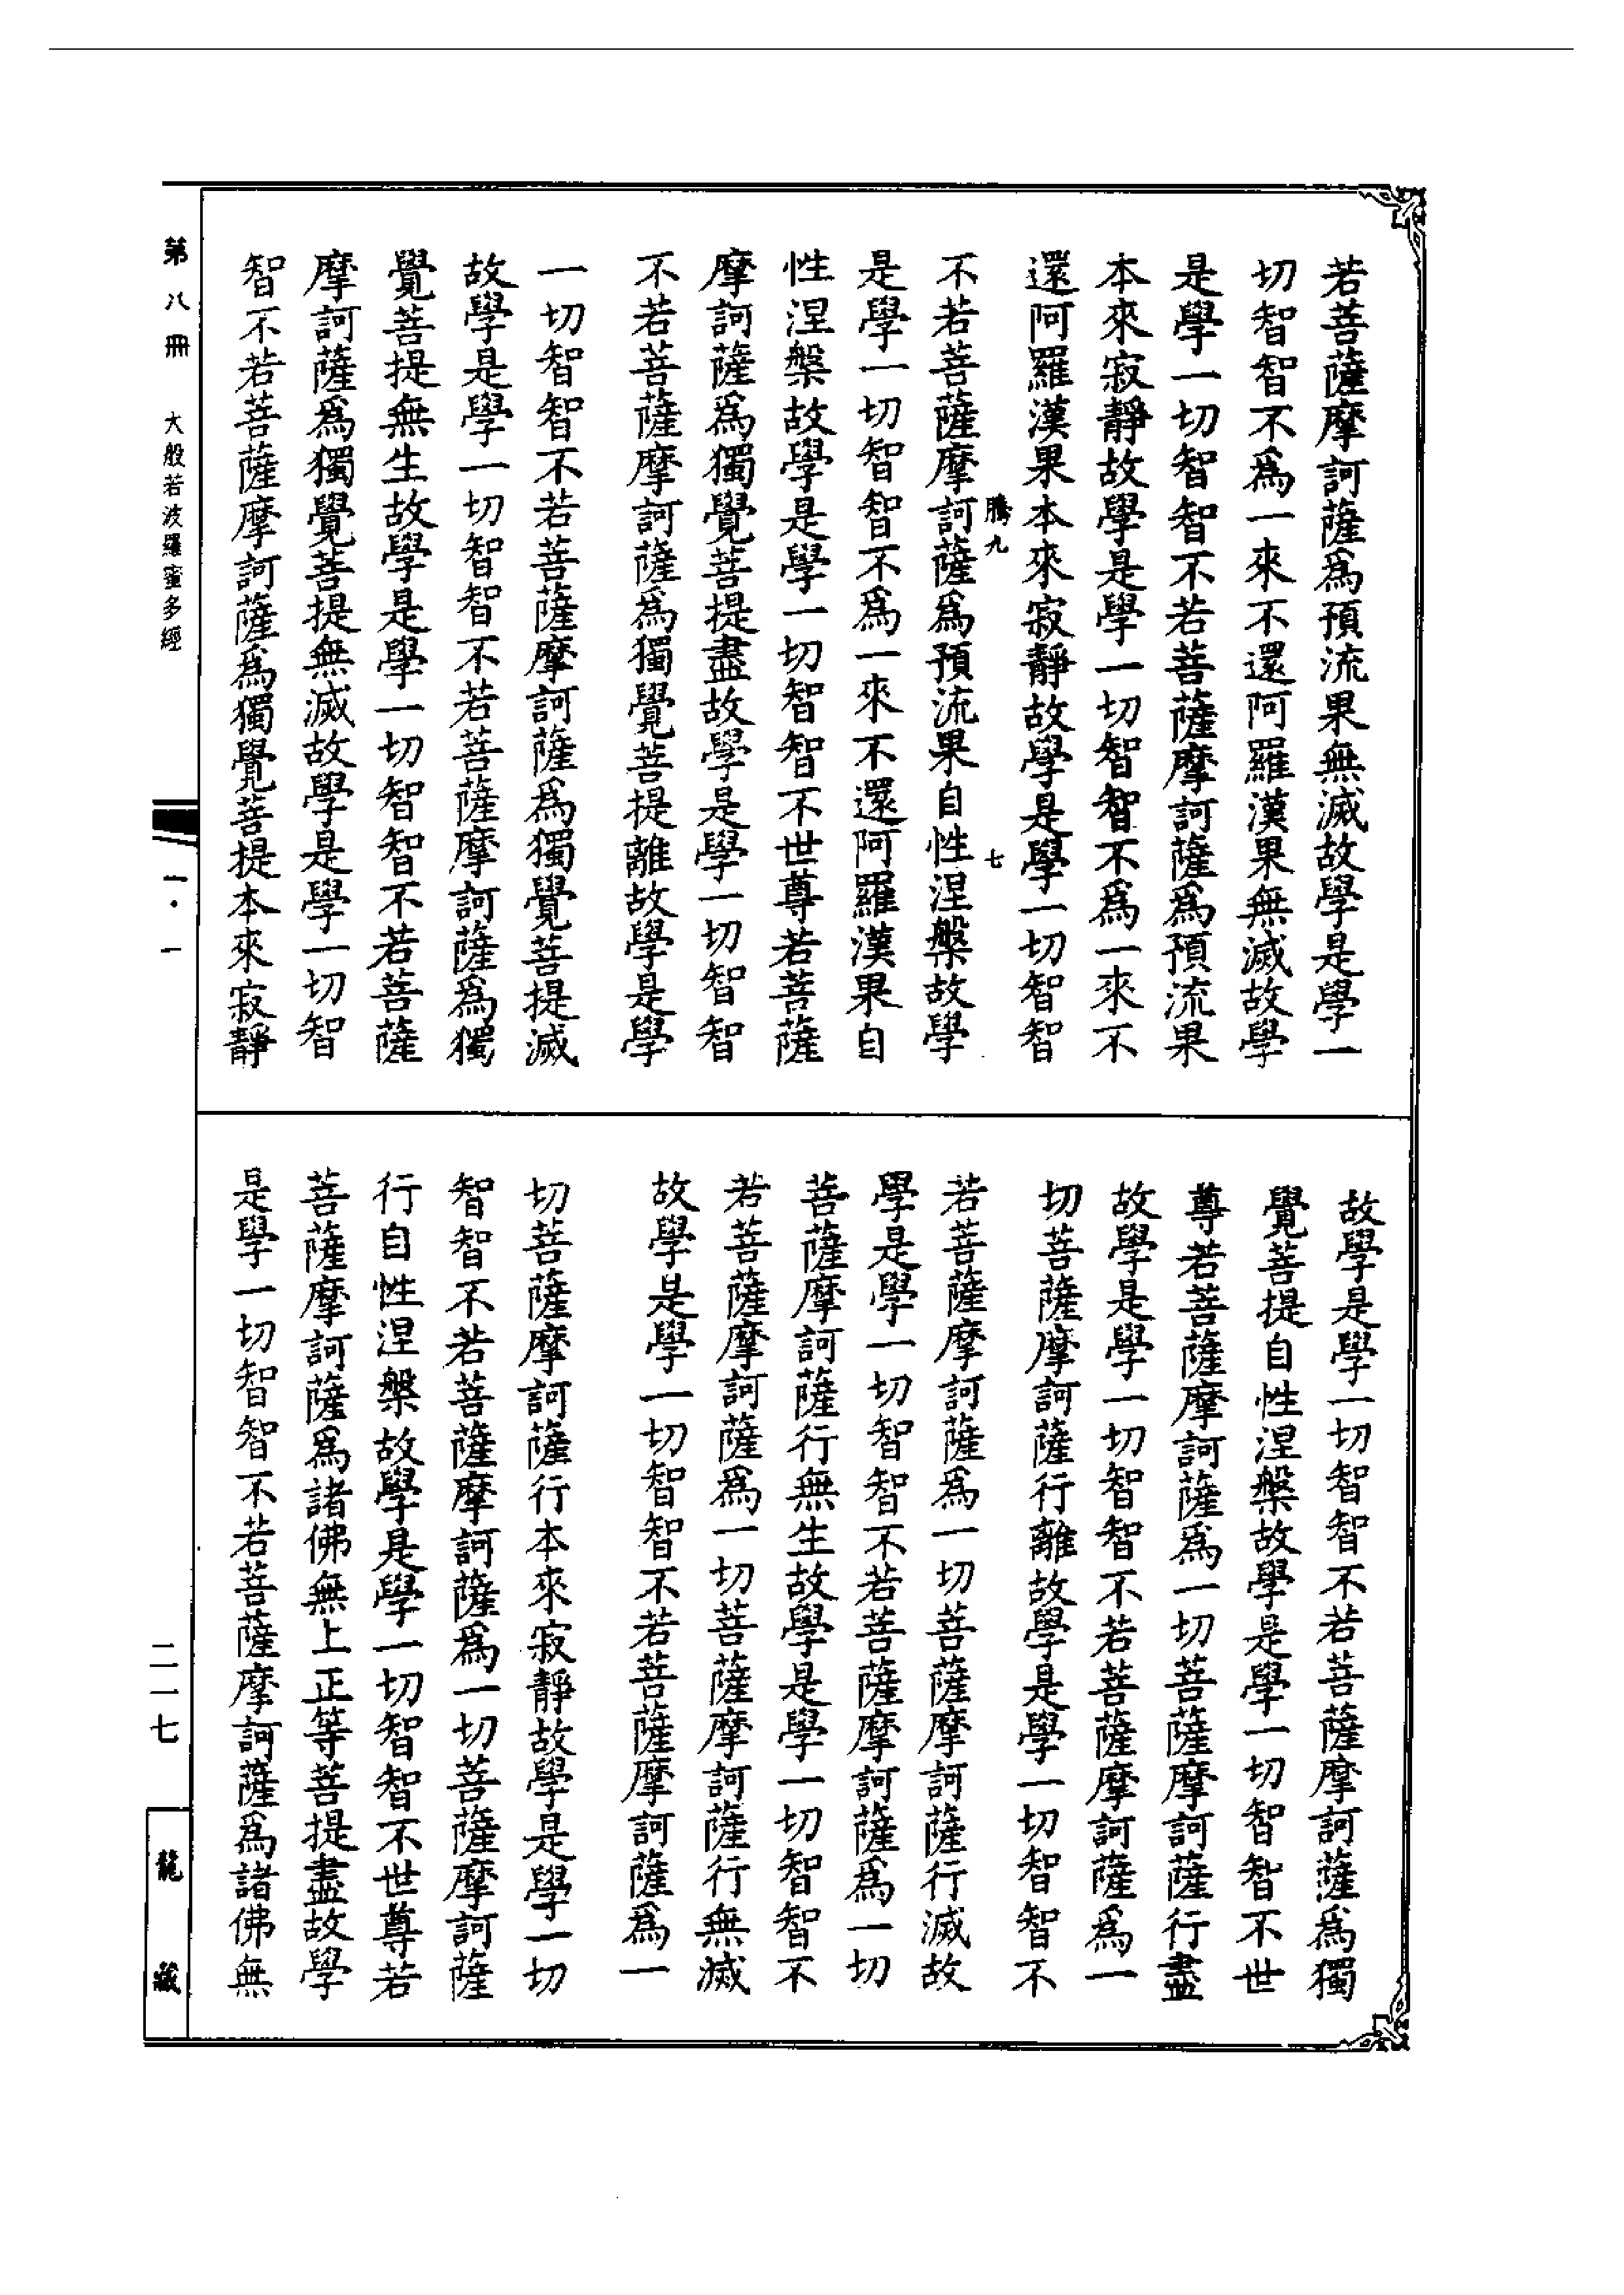 若菩薩摩訶薩爲預流果無滅故學是學一
切智智不爲一來不還阿羅漢果無滅故學
是學一切智智不若菩薩摩訶薩爲預流果
本來寂靜故學是學一切智智不爲一來不
還阿羅漢果本來寂靜故學是學一切智智
騰九
七
不若菩薩摩訶薩爲預流果自性涅槃故學
是學一切智智不爲一來不還阿羅漢果自
性涅槃故學是學一切智智不世尊若菩薩
摩訶薩爲獨覺菩提盡故學是學一切智智
不若菩薩摩訶薩爲獨覺菩提離故學是學
一切智智不若菩薩摩訶薩爲獨覺菩提滅
故學是學一切智智不若菩薩摩訶薩爲獨
覺菩提無生故學是學一切智智不若菩薩
摩訶薩爲獨覺菩提無滅故學是學一切智
智不若菩薩摩訶薩爲獨覺菩提本來寂靜
故學是學一切智智不若菩薩摩訶薩爲獨
覺菩提自性涅槃故學是學一切智智不世
尊若菩薩摩訶薩爲一切菩薩摩訶薩行盡
故學是學一切智智不若菩薩摩訶薩爲一
切菩薩摩訶薩行離故學是學一切智智不
若菩薩摩訶薩爲一切菩薩摩訶薩行滅故
學是學一切智智不若菩薩摩訶薩爲一切
菩薩摩訶薩行無生故學是學一切智智不
若菩薩摩訶薩爲一切菩薩摩訶薩行無滅
故學是學一切智智不若菩薩摩訶薩爲一
切菩薩摩訶薩行本來寂靜故學是學一切
智智不若菩薩摩訶薩爲一切菩薩摩訶薩
行自性涅槃故學是學一切智智不世尊若
菩薩摩訶薩爲諸佛無上正等菩提盡故學
是學一切智智不若菩薩摩訶薩爲諸佛無
第八冊 大般若波羅蜜多經
一·一
二一七
龍藏